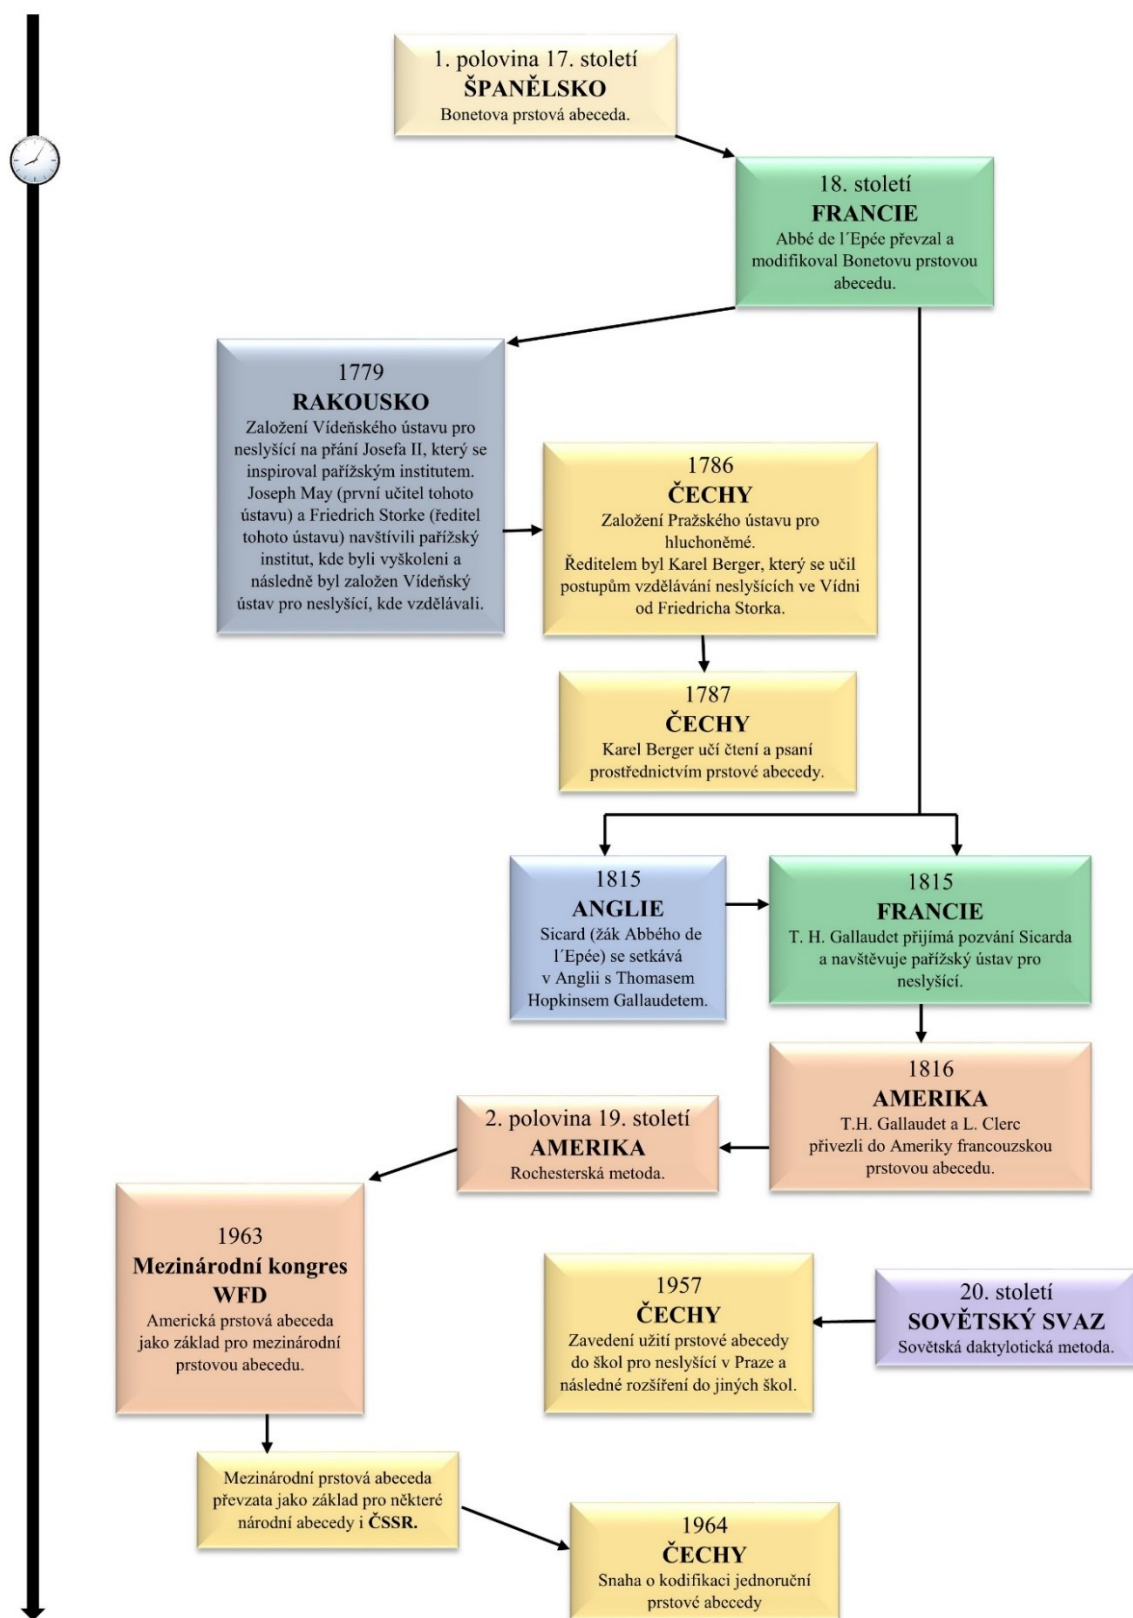 1. polovina 17. století
ŠPANĚLSKO
Bonetova prstová abeceda.
18. století
FRANCIE
Abbé de l´Epée převzal a
modifikoval Bonetovu prstovou
abecedu.
1779
RAKOUSKO
Založení Vídeňského ústavu pro
neslyšící na přání Josefa II, který se
inspiroval pařížským institutem.
Joseph May (první učitel tohoto
ústavu) a Friedrich Storke (ředitel
tohoto ústavu) navštívili pařížský
institut, kde byli vyškoleni a
následně byl založen Vídeňský
ústav pro neslyšící, kde vzdělávali.
1786
ČECHY
Založení Pražského ústavu pro
hluchoněmé.
Ředitelem byl Karel Berger, který se učil
postupům vzdělávání neslyšících ve Vídni
od Friedricha Storka.
1787
ČECHY
Karel Berger učí čtení a psaní
prostřednictvím prstové abecedy.
1815
ANGLIE
Sicard (žák Abbého de
l´Epée) se setkává
v Anglii s Thomasem
Hopkinsem Gallaudetem.
1815
FRANCIE
T. H. Gallaudet přijímá pozvání Sicarda
a navštěvuje pařížský ústav pro
neslyšící.
1816
AMERIKA
T.H. Gallaudet a L. Clerc
přivezli do Ameriky francouzskou
prstovou abecedu.
2. polovina 19. století
AMERIKA
Rochesterská metoda.
1963
Mezinárodní kongres
WFD
Americká prstová abeceda
jako základ pro mezinárodní
prstovou abecedu.
1957
ČECHY
Zavedení užití prstové abecedy
do škol pro neslyšící v Praze a
následné rozšíření do jiných škol.
20. století
SOVĚTSKÝ SVAZ
Sovětská daktylotická metoda.
Mezinárodní prstová abeceda
převzata jako základ pro některé
národní abecedy i ČSSR.
1964
ČECHY
Snaha o kodifikaci jednoruční
prstové abecedy